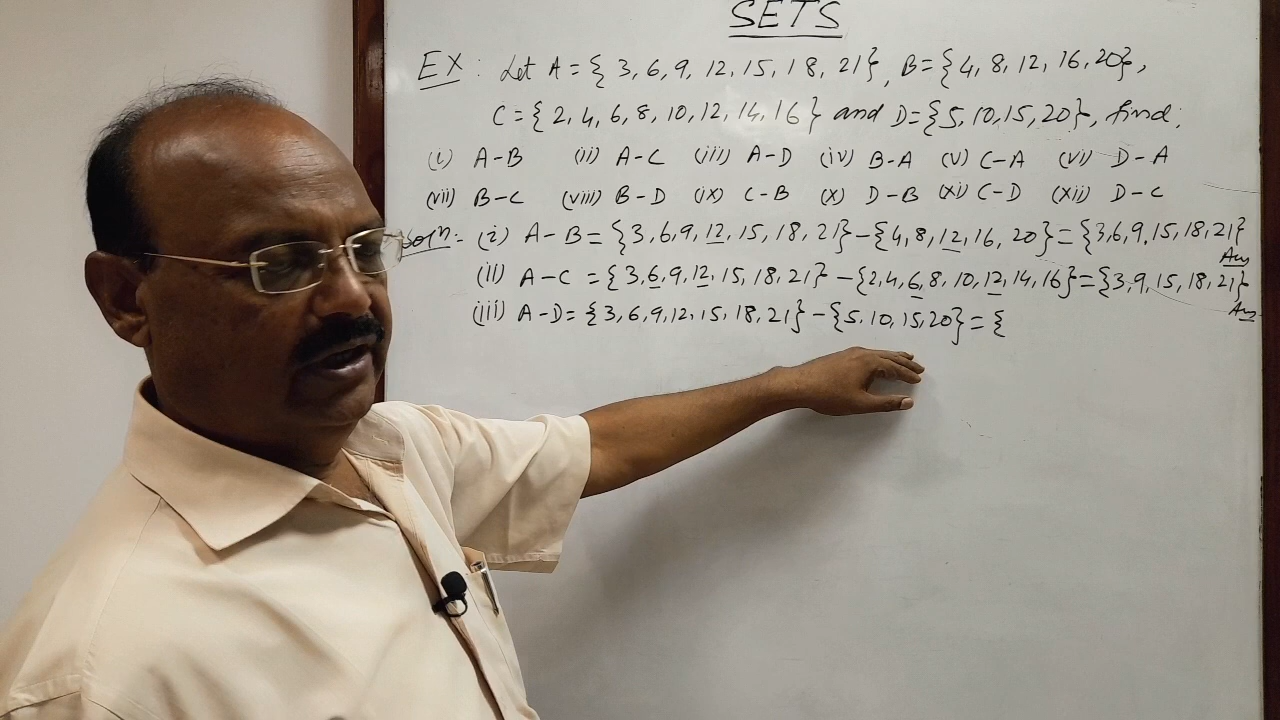 SETS
EX: Let A = {3, 6, 9, 12, 15, 18, 21}, B = {4, 8, 12, 16, 20},
C = {2, 4, 6, 8, 10, 12, 14, 16} and D = {5, 10, 15, 20}, find;
(i) A-B (ii) A-C (iii) A-D (iv) B-A (v) C-A (vi) D-A
(vii) B-C (viii) B-D (ix) C-B (x) D-B (xi) C-D (xii) D-C
Soln:- (i) A-B = {3, 6, 9, 12, 15, 18, 21} - {4, 8, 12, 16, 20} = {3, 6, 9, 15, 18, 21} Ans
(ii) A-C = {3, 6, 9, 12, 15, 18, 21} - {2, 4, 6, 8, 10, 12, 14, 16} = {3, 9, 15, 18, 21} Ans
(iii) A-D = {3, 6, 9, 12, 15, 18, 21} - {5, 10, 15, 20} = {